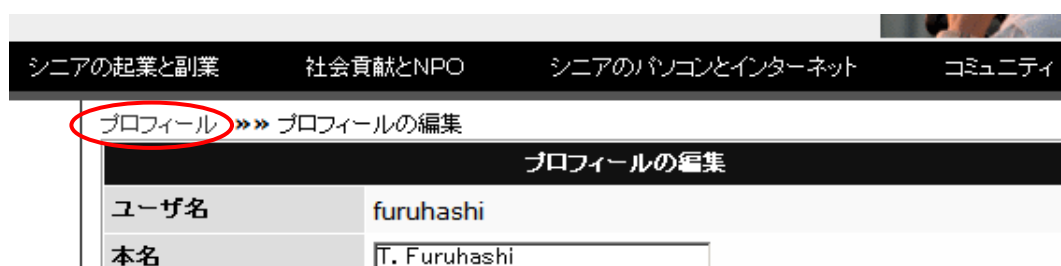 シニアの起業と副業 社会貢献とNPO シニアのパソコンとインターネット コミュニティ
プロフィール »» プロフィールの編集
プロフィールの編集
ユーザ名 furuhashi
本名 T. Furuhashi